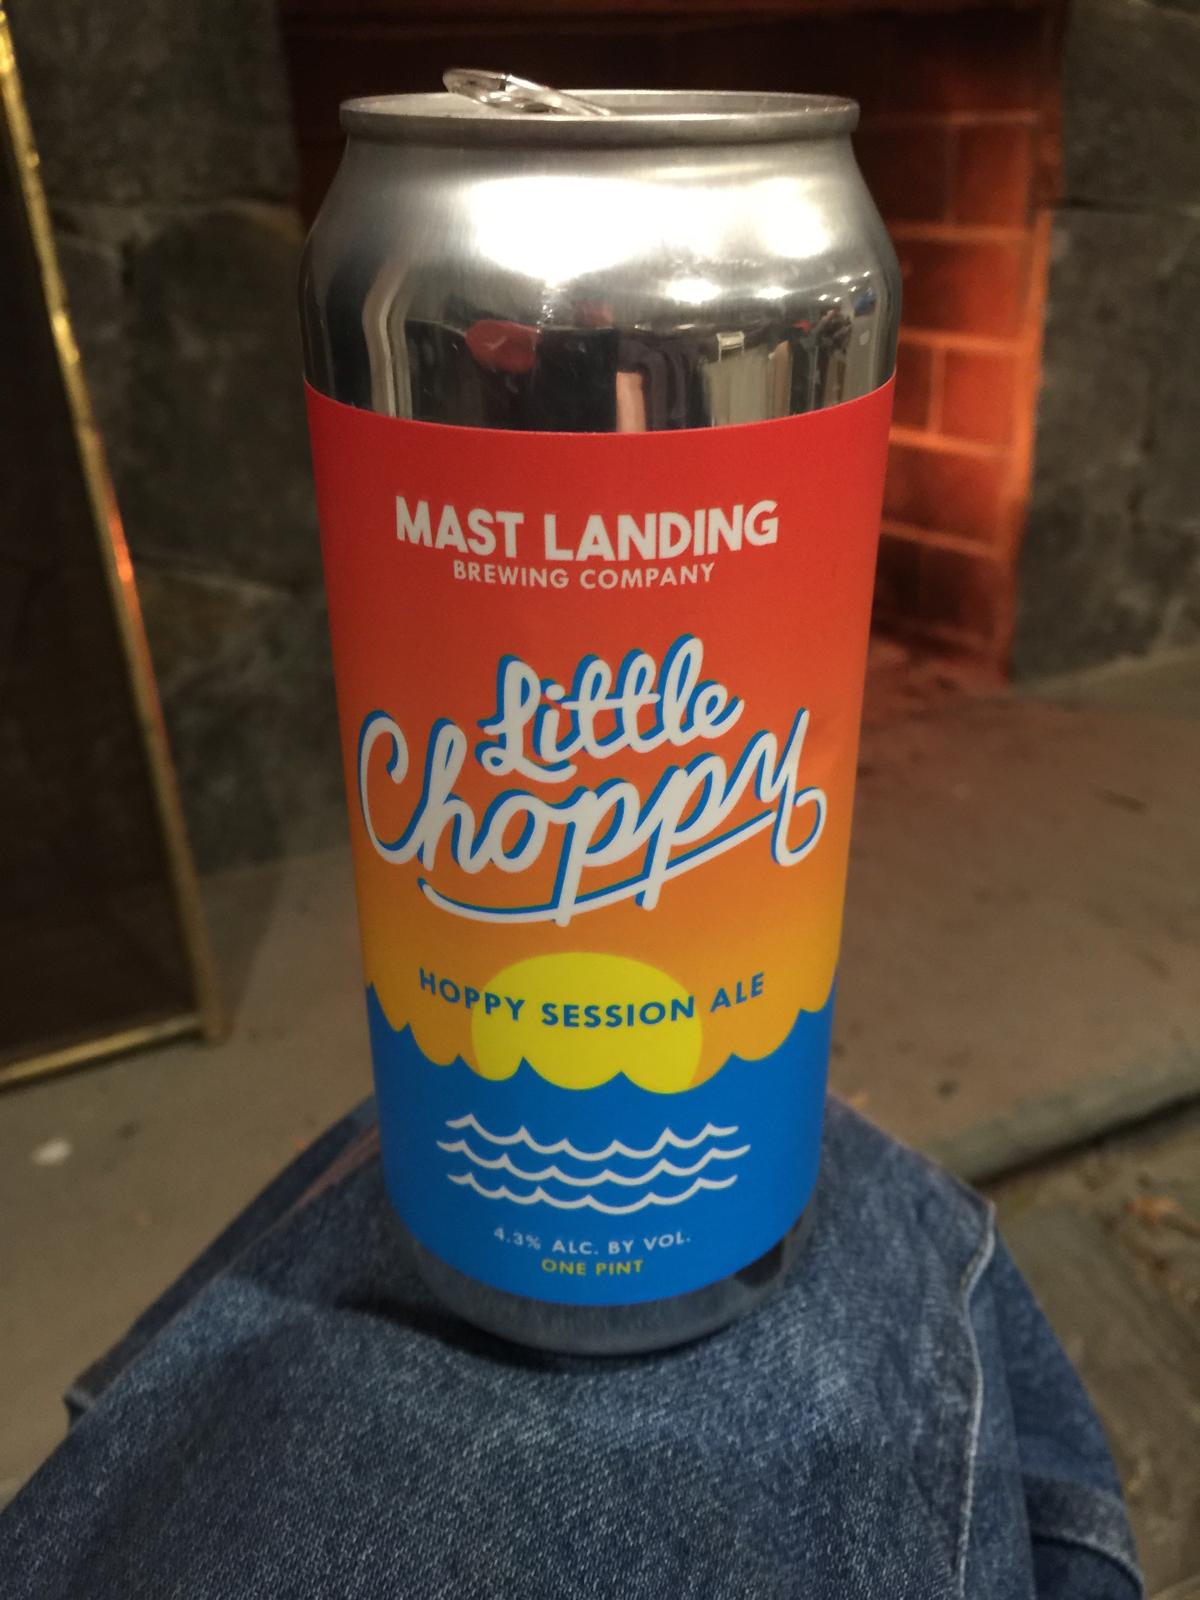 MAST LANDING
BREWING COMPANY
Little
Choppy
HOPPY SESSION ALE
4.3% ALC. BY VOL.
ONE PINT